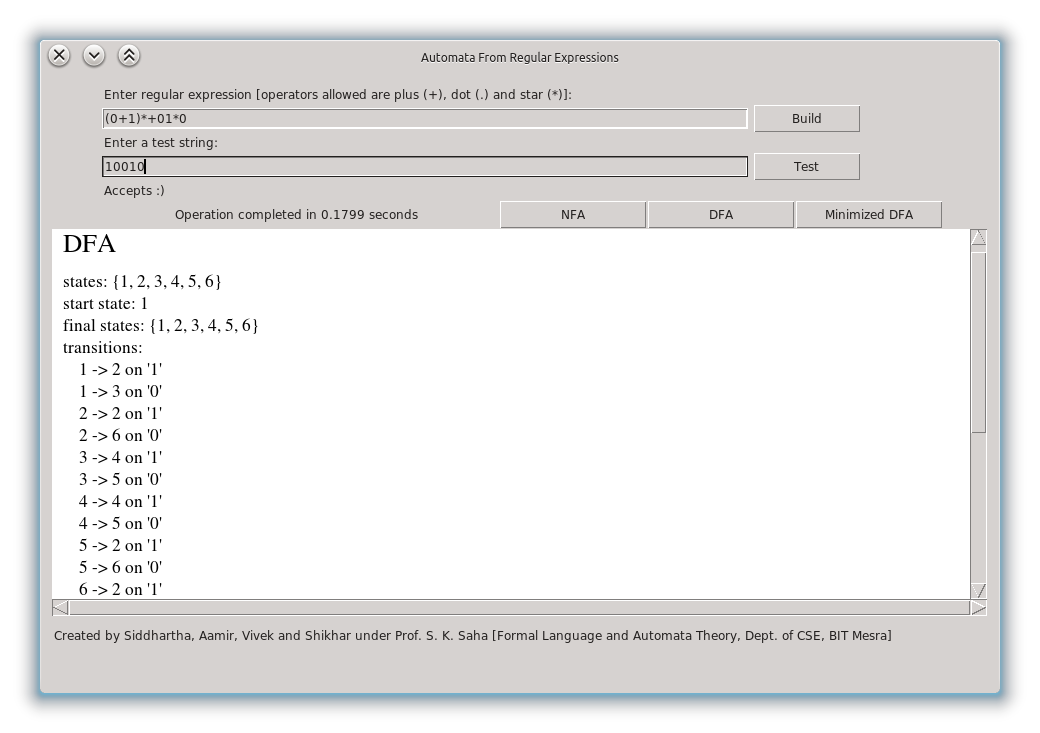 Automata From Regular Expressions
Enter regular expression [operators allowed are plus (+), dot (.) and star (*)]:
(0+1)*+01*0 Build
Enter a test string:
10010 Test
Accepts :)
Operation completed in 0.1799 seconds NFA DFA Minimized DFA
DFA
states: {1, 2, 3, 4, 5, 6}
start state: 1
final states: {1, 2, 3, 4, 5, 6}
transitions:
1 -> 2 on '1'
1 -> 3 on '0'
2 -> 2 on '1'
2 -> 6 on '0'
3 -> 4 on '1'
3 -> 5 on '0'
4 -> 4 on '1'
4 -> 5 on '0'
5 -> 2 on '1'
5 -> 6 on '0'
6 -> 2 on '1'
Created by Siddhartha, Aamir, Vivek and Shikhar under Prof. S. K. Saha [Formal Language and Automata Theory, Dept. of CSE, BIT Mesra]